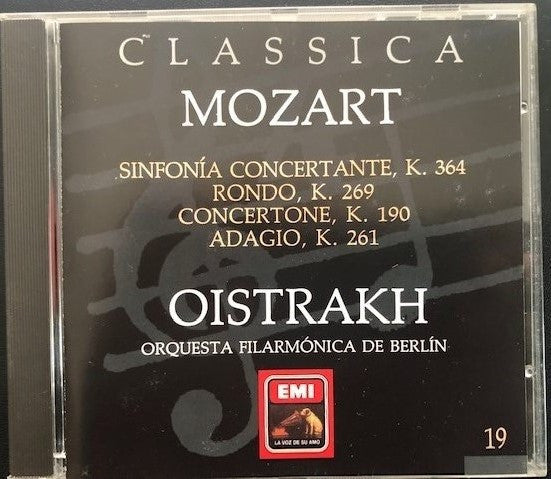 CLASSICA
MOZART
SINFONÍA CONCERTANTE, K. 364
RONDO, K. 269
CONCERTONE, K. 190
ADAGIO, K. 261
OISTRAKH
ORQUESTA FILARMÓNICA DE BERLÍN
EMI
LA VOZ DE SU AMO
19